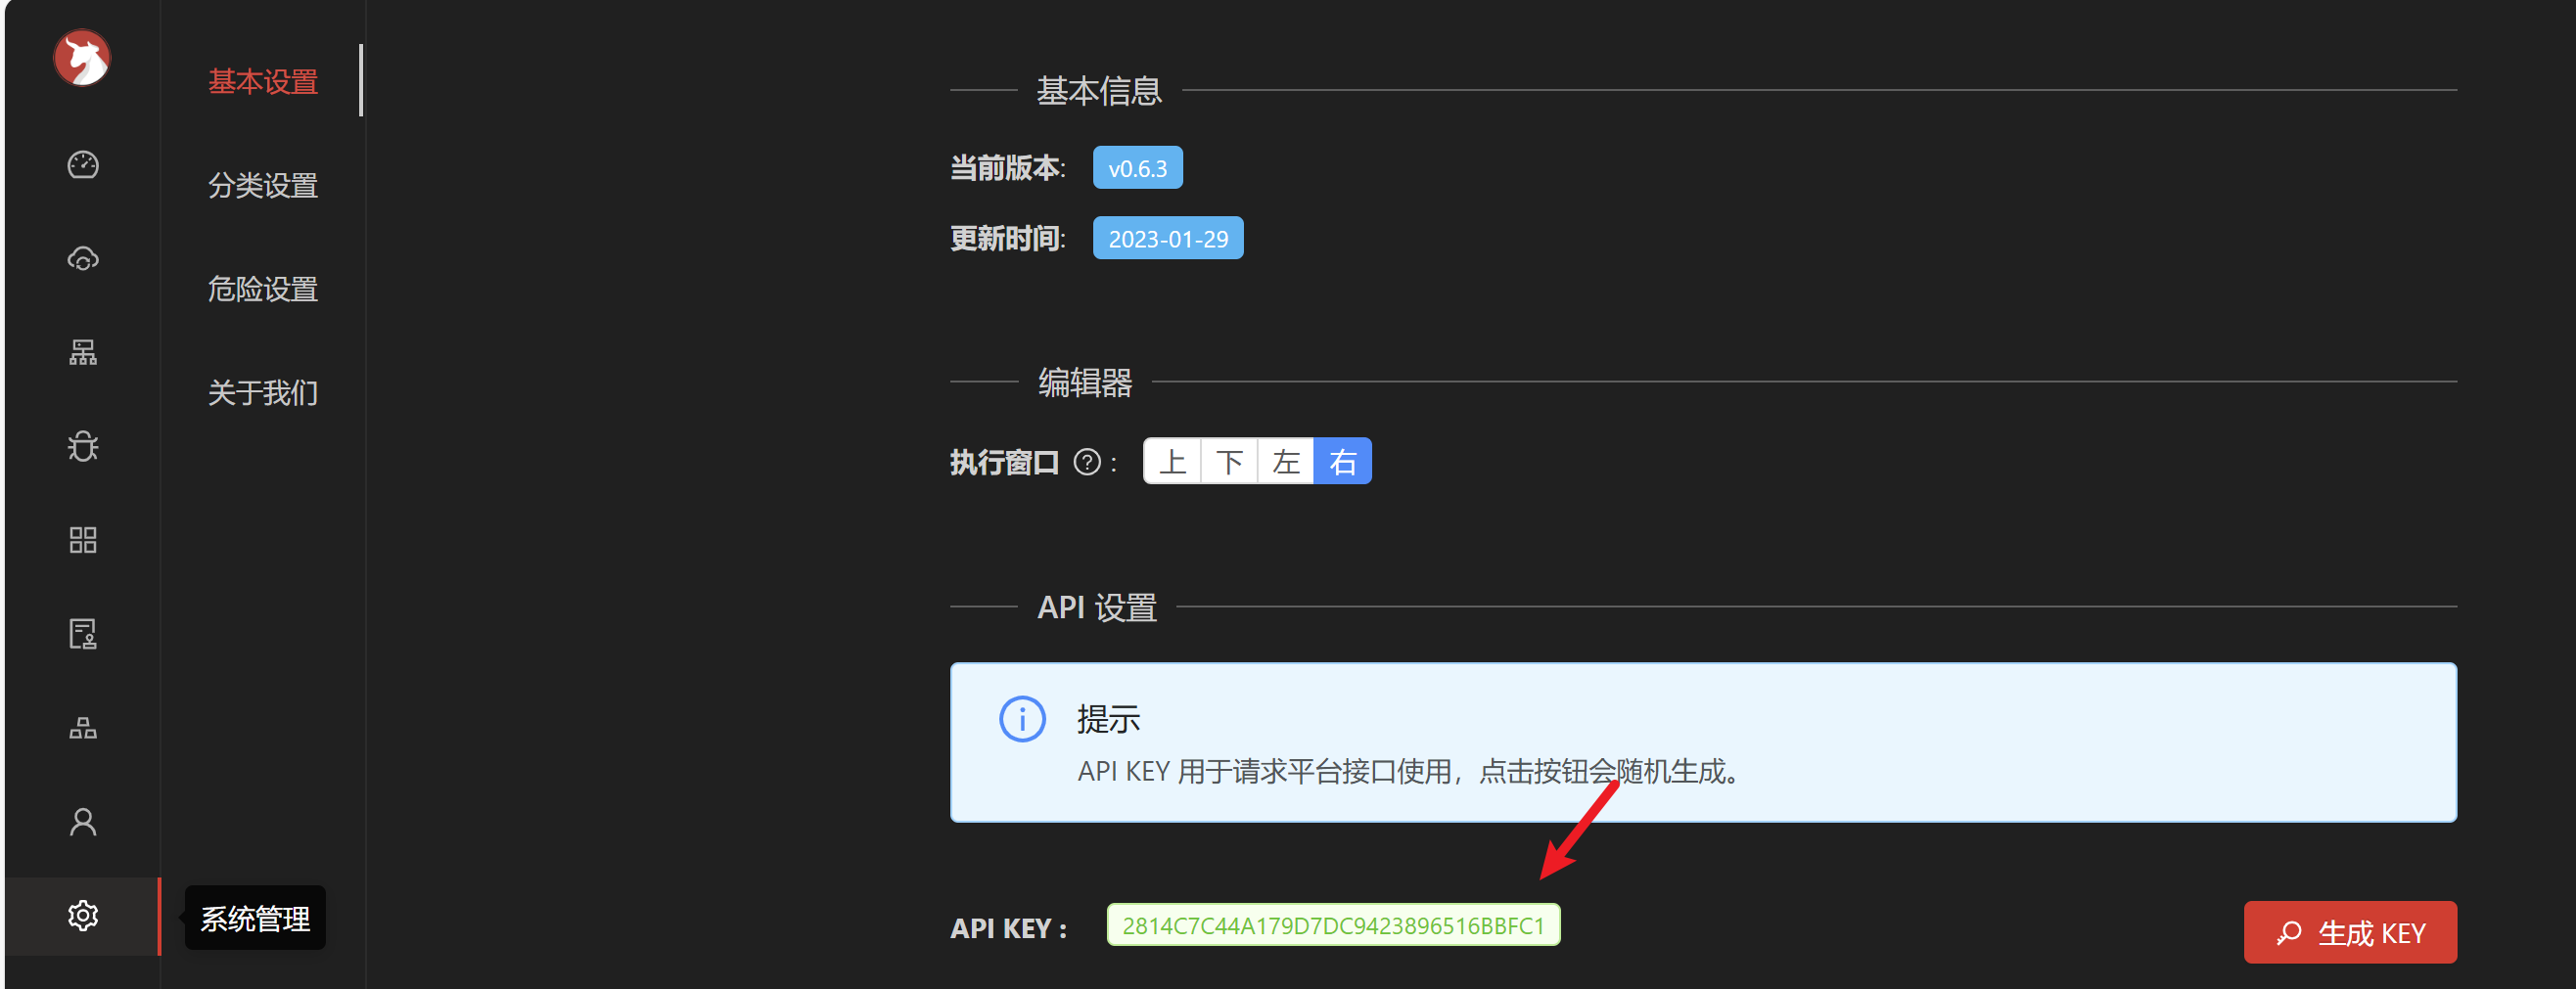 基本设置
分类设置
危险设置
关于我们
系统管理
基本信息
当前版本: v0.6.3
更新时间: 2023-01-29
编辑器
执行窗口 ? : 上 下 左 右
API 设置
提示
API KEY 用于请求平台接口使用，点击按钮会随机生成。
API KEY : 2814C7C44A179D7DC9423896516BBFC1
生成 KEY